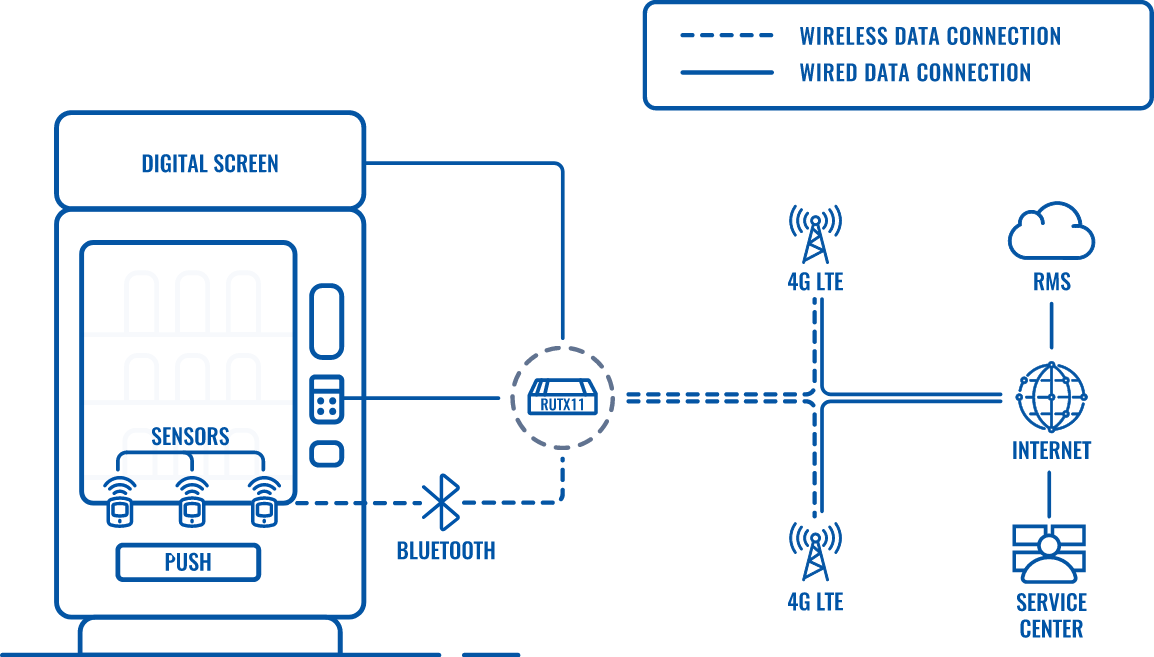 WIRELESS DATA CONNECTION
WIRED DATA CONNECTION
DIGITAL SCREEN
4G LTE
RMS
RUTX11
SENSORS
INTERNET
BLUETOOTH
PUSH
4G LTE
SERVICE
CENTER